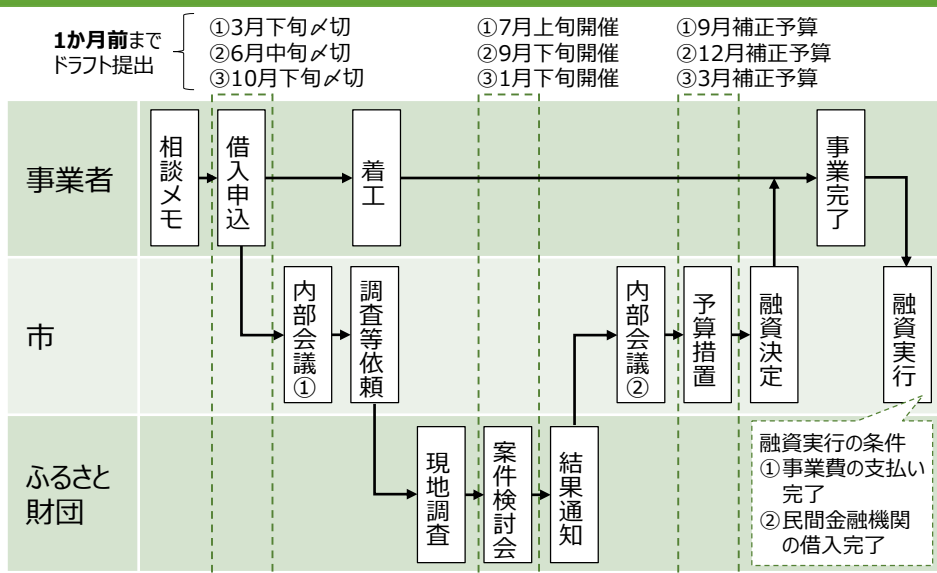 1か月前まで
ドラフト提出
①3月下旬〆切
②6月中旬〆切
③10月下旬〆切
①7月上旬開催
②9月下旬開催
③1月下旬開催
①9月補正予算
②12月補正予算
③3月補正予算
事業者
相談メモ
借入申込
着工
事業完了
市
内部会議①
調査等依頼
内部会議②
予算措置
融資決定
融資実行
ふるさと
財団
現地調査
案件検討会
結果通知
融資実行の条件
①事業費の支払い
完了
②民間金融機関
の借入完了